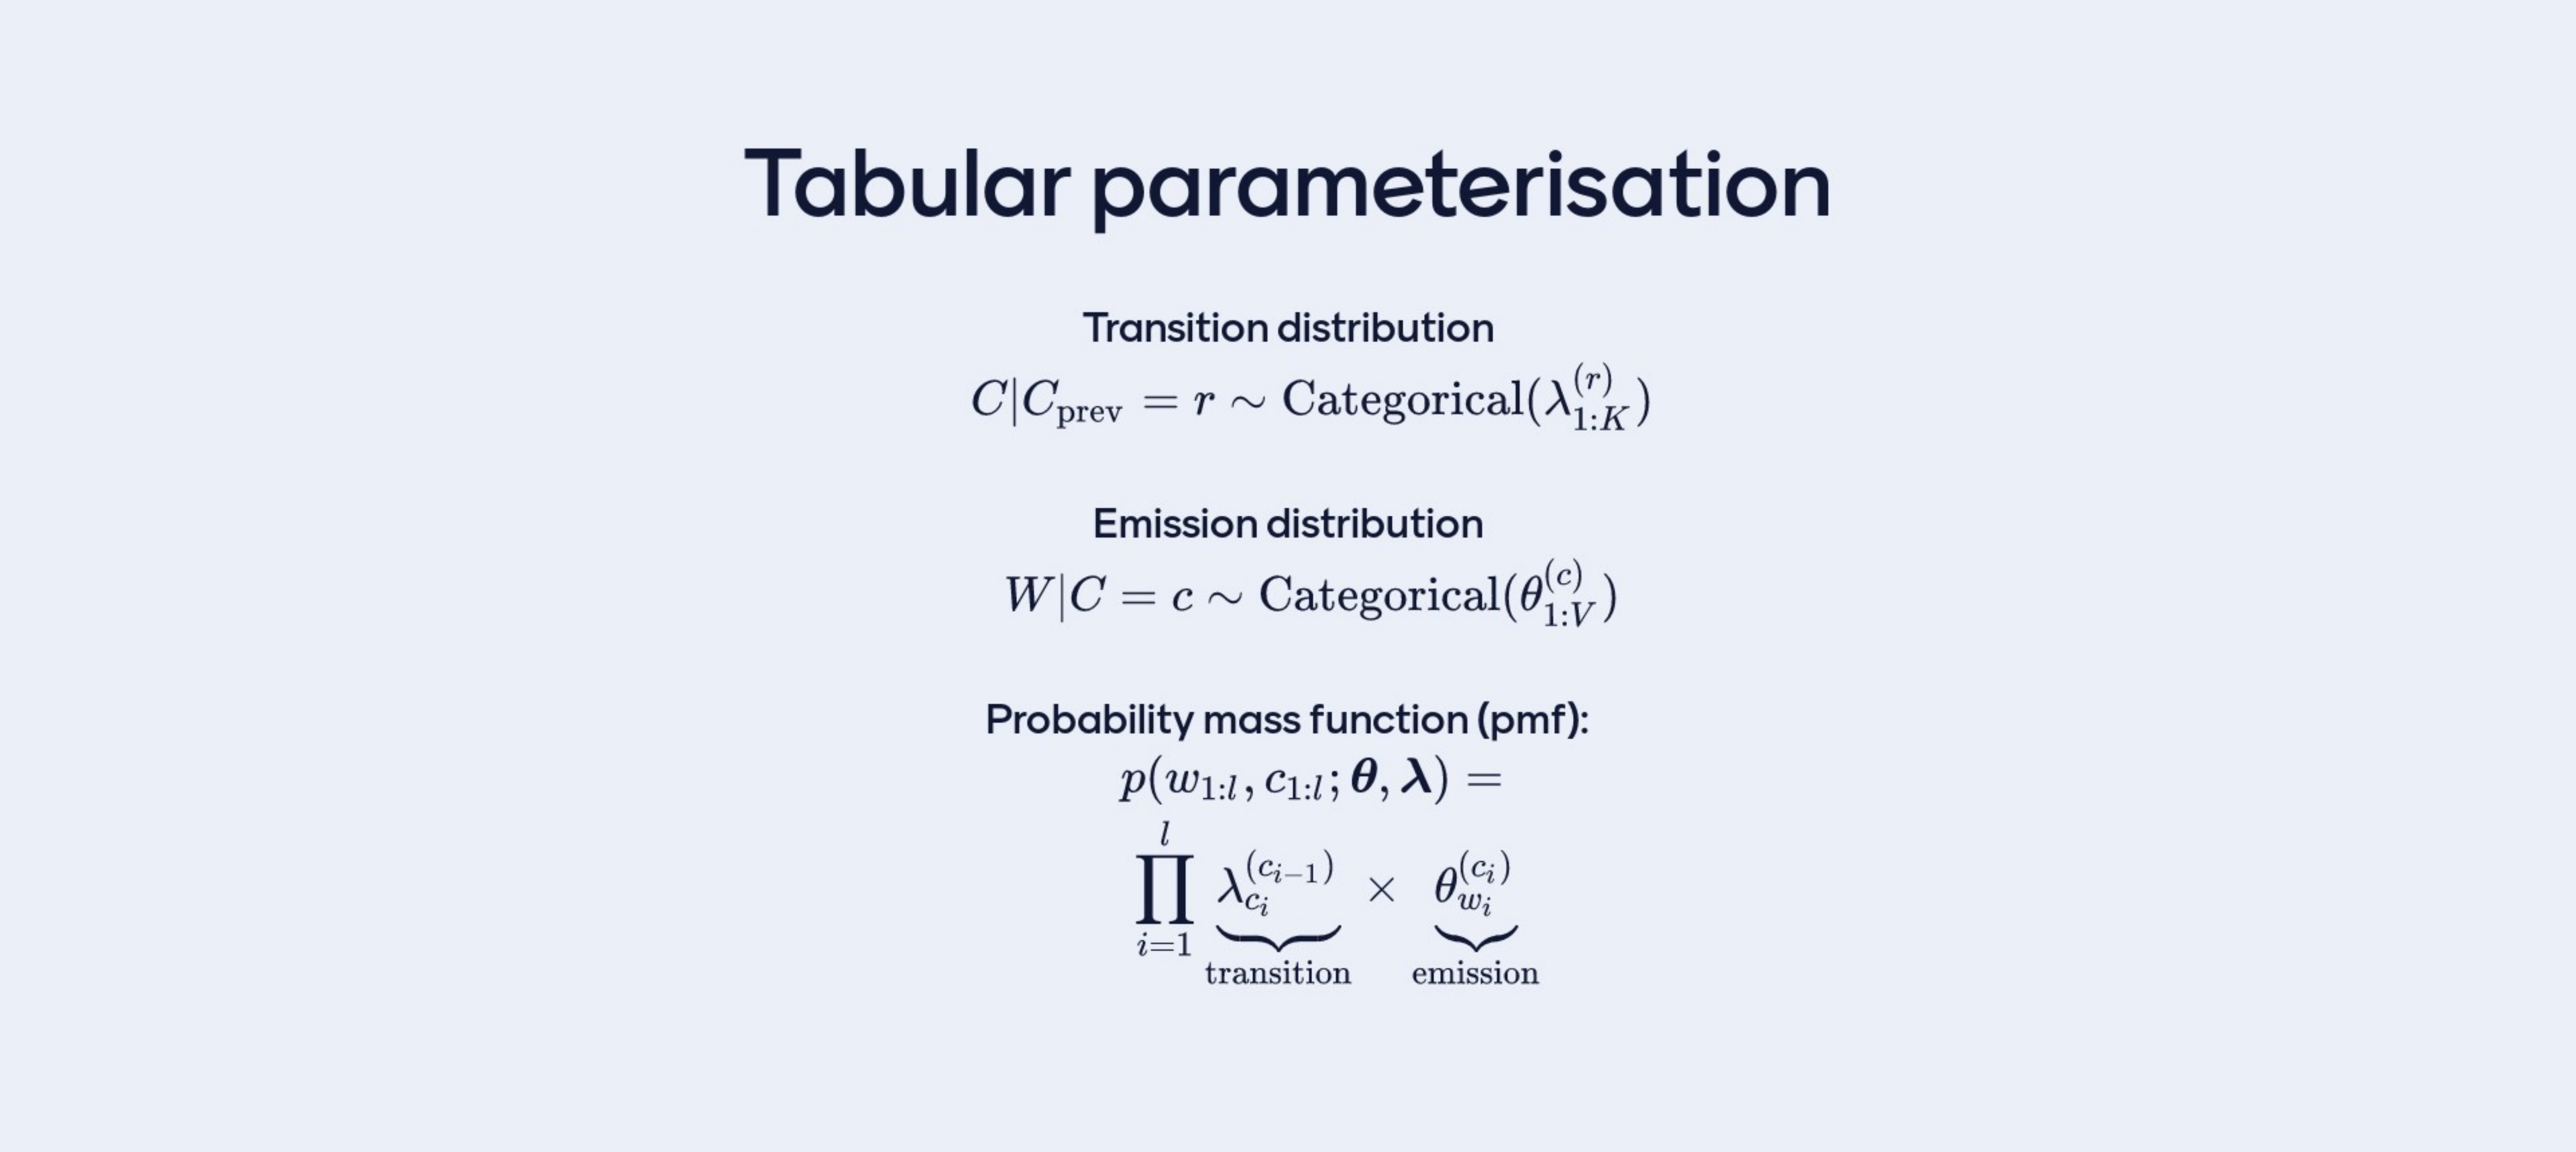 Tabular parameterisation
Transition distribution
$C|C_{\text{prev}} = r \sim \text{Categorical}(\lambda_{1:K}^{(r)})$
Emission distribution
$W|C = c \sim \text{Categorical}(\theta_{1:V}^{(c)})$
Probability mass function (pmf):
$p(w_{1:l}, c_{1:l}; \boldsymbol{\theta}, \boldsymbol{\lambda}) =$
$\prod_{i=1}^{l} \underbrace{\lambda_{c_i}^{(c_{i-1})}}_{\text{transition}} \times \underbrace{\theta_{w_i}^{(c_i)}}_{\text{emission}}$